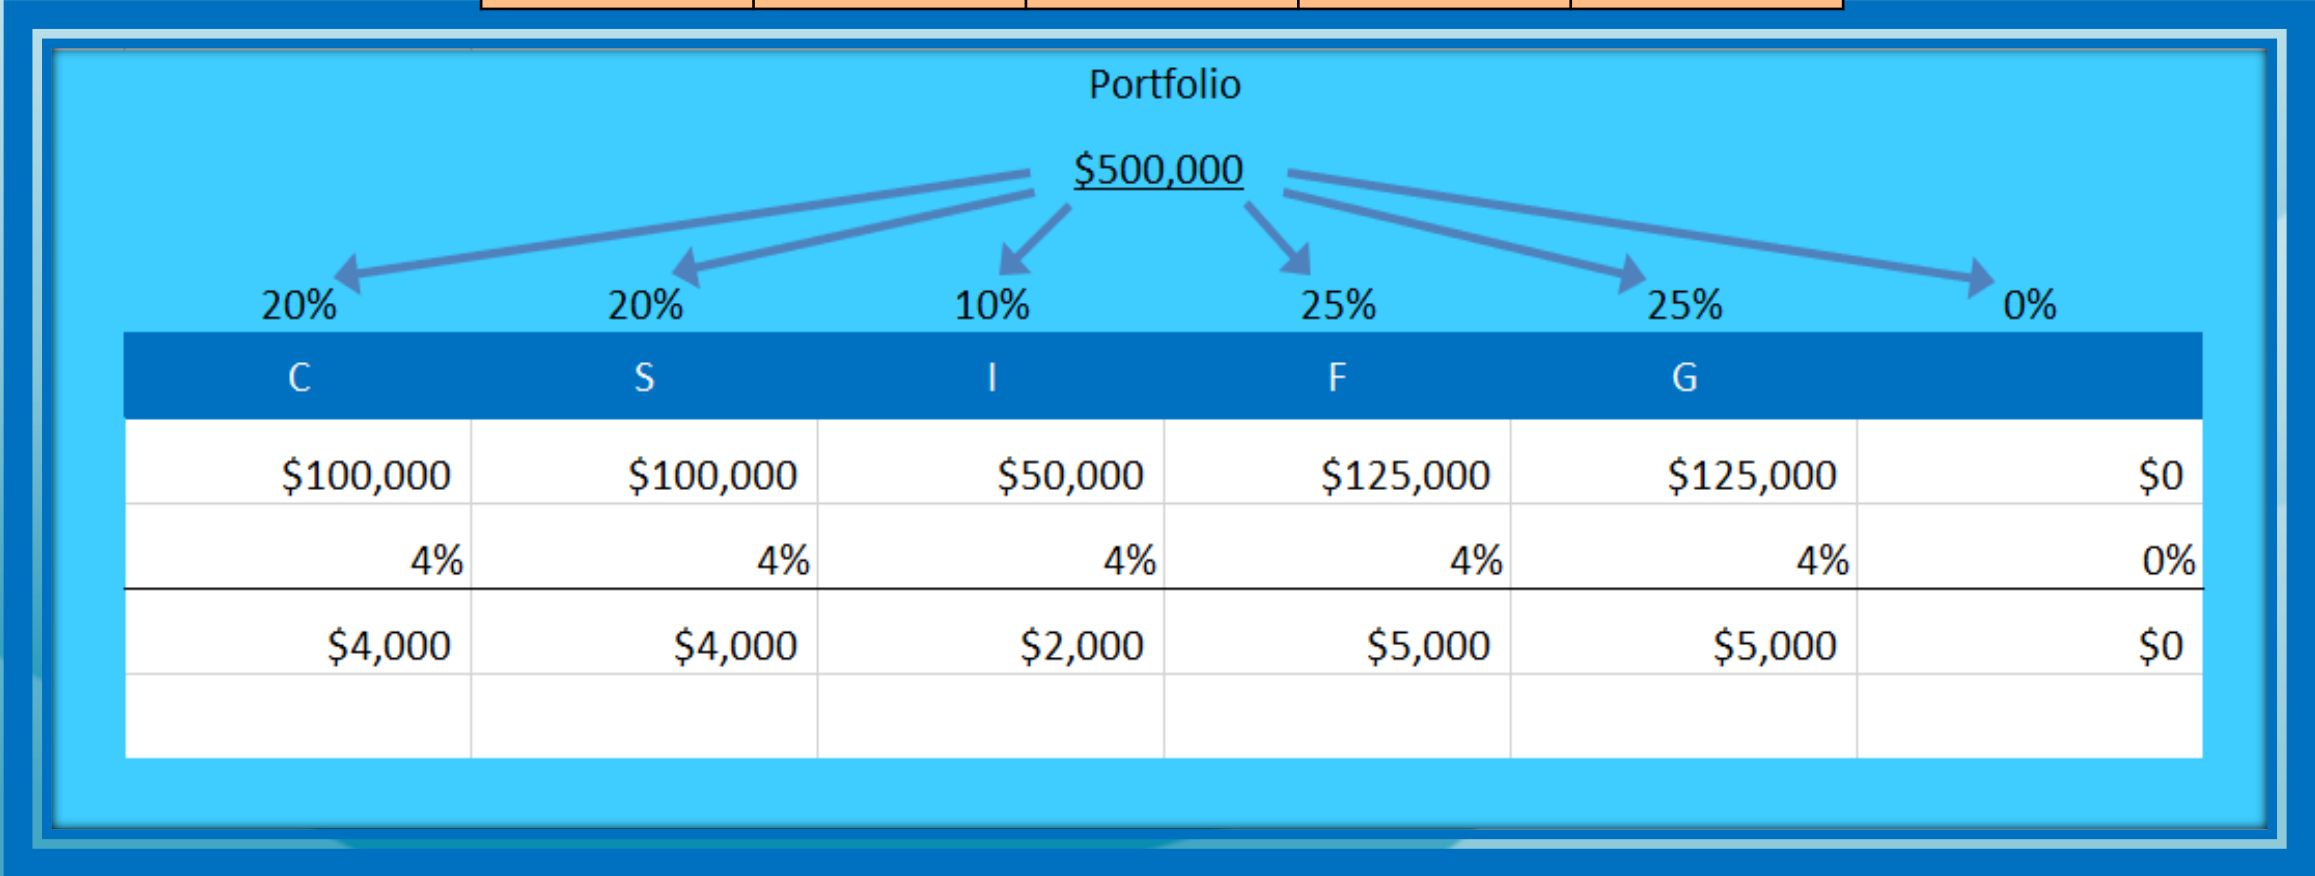 Portfolio
$500,000
20% 20% 10% 25% 25% 0%
C S I F G
$100,000 $100,000 $50,000 $125,000 $125,000 $0
4% 4% 4% 4% 4% 0%
$4,000 $4,000 $2,000 $5,000 $5,000 $0